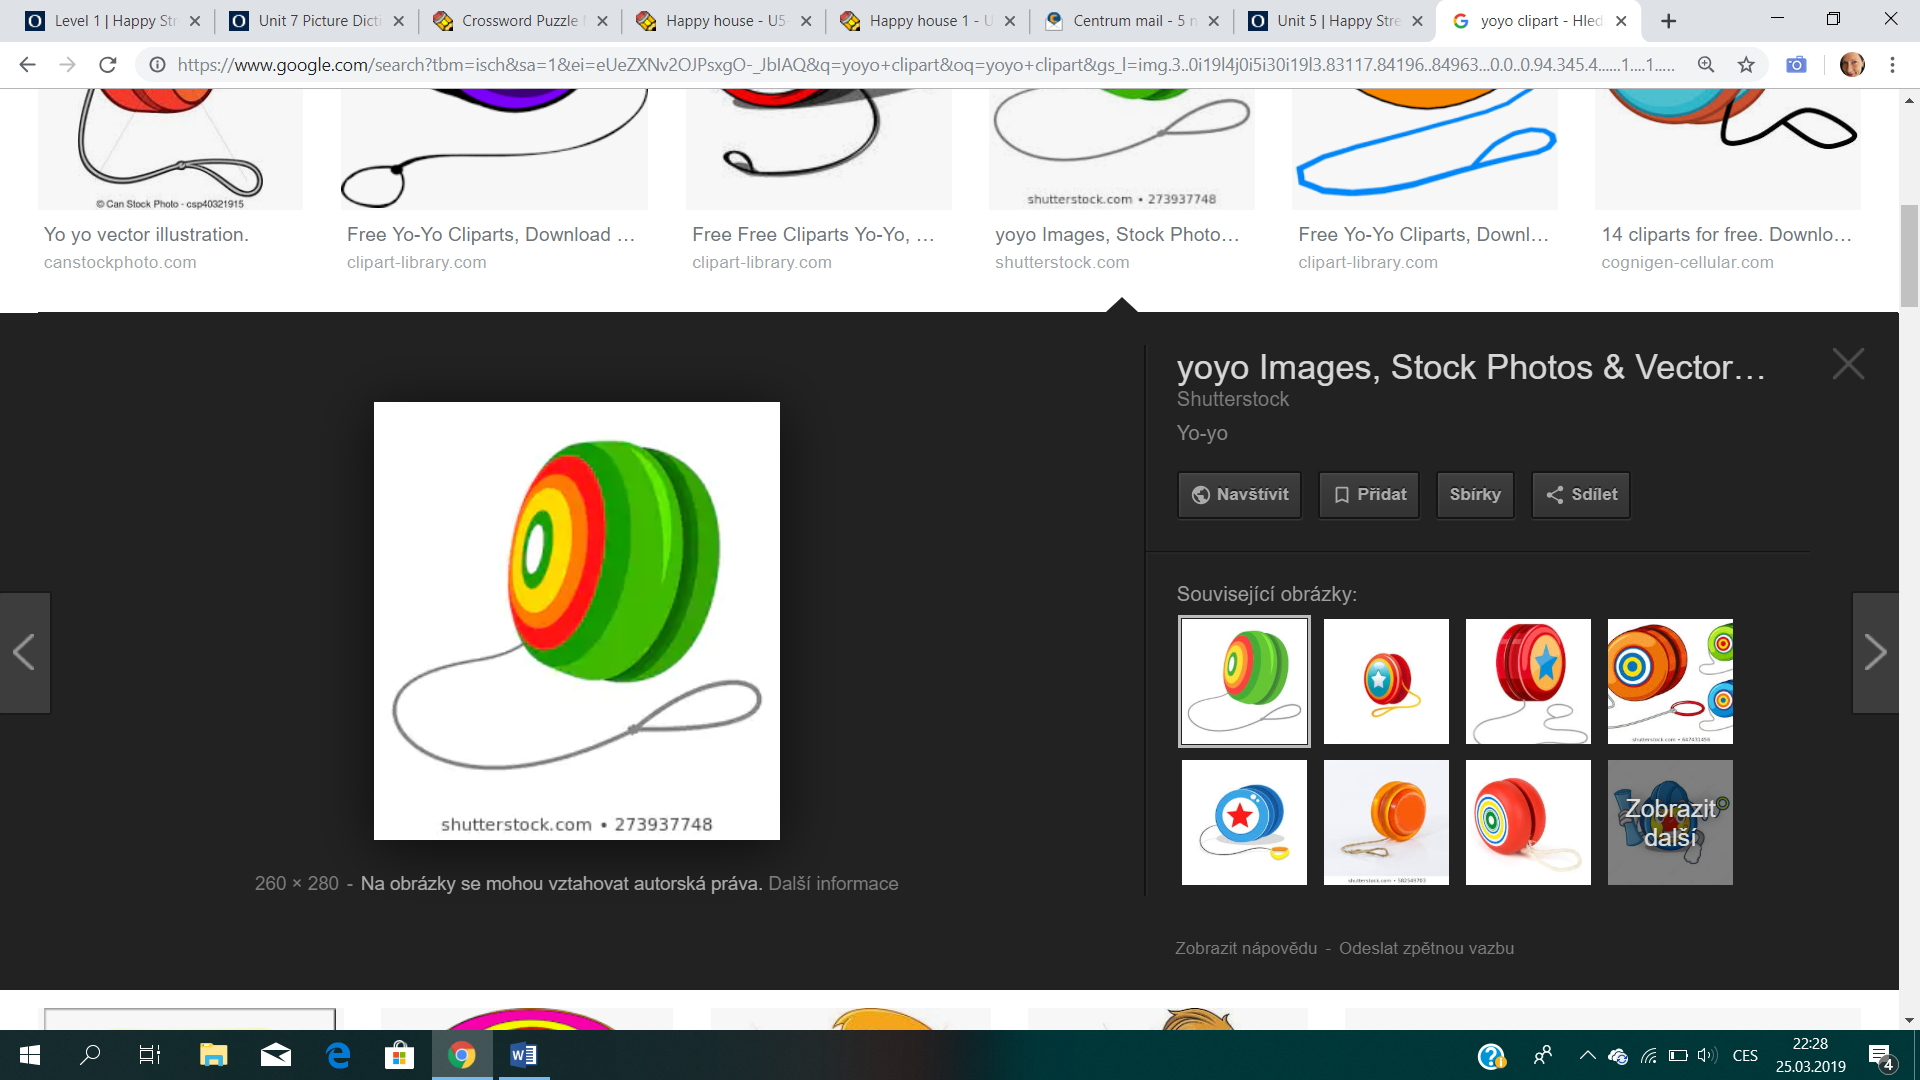 Level 1 | Happy Str
Unit 7 Picture Dicti
Crossword Puzzle
Happy house - U5
Happy house 1 - U
Centrum mail - 5 n
Unit 5 | Happy Stre
yoyo clipart - Hled
https://www.google.com/search?tbm=isch&sa=1&ei=eUeZXNv2OJPsxgO-_JbIAQ&q=yoyo+clipart&oq=yoyo+clipart&gs_l=img.3..0i19l4j0i5i30i19l3.83117.84196..84963...0.0..0.94.345.4......1....1.....
© Can Stock Photo - csp40321915
shutterstock.com • 273937748
Yo yo vector illustration.
canstockphoto.com
Free Yo-Yo Cliparts, Download ...
clipart-library.com
Free Free Cliparts Yo-Yo, ...
clipart-library.com
yoyo Images, Stock Photo...
shutterstock.com
Free Yo-Yo Cliparts, Downl...
clipart-library.com
14 cliparts for free. Downlo...
cognigen-cellular.com
shutterstock.com • 273937748
260 × 280 - Na obrázky se mohou vztahovat autorská práva. Další informace
yoyo Images, Stock Photos & Vector...
Shutterstock
Yo-yo
Navštívit
Přidat
Sbírky
Sdílet
Související obrázky:
Zobrazit
další
Zobrazit nápovědu - Odeslat zpětnou vazbu
CES
22:28
25.03.2019
4